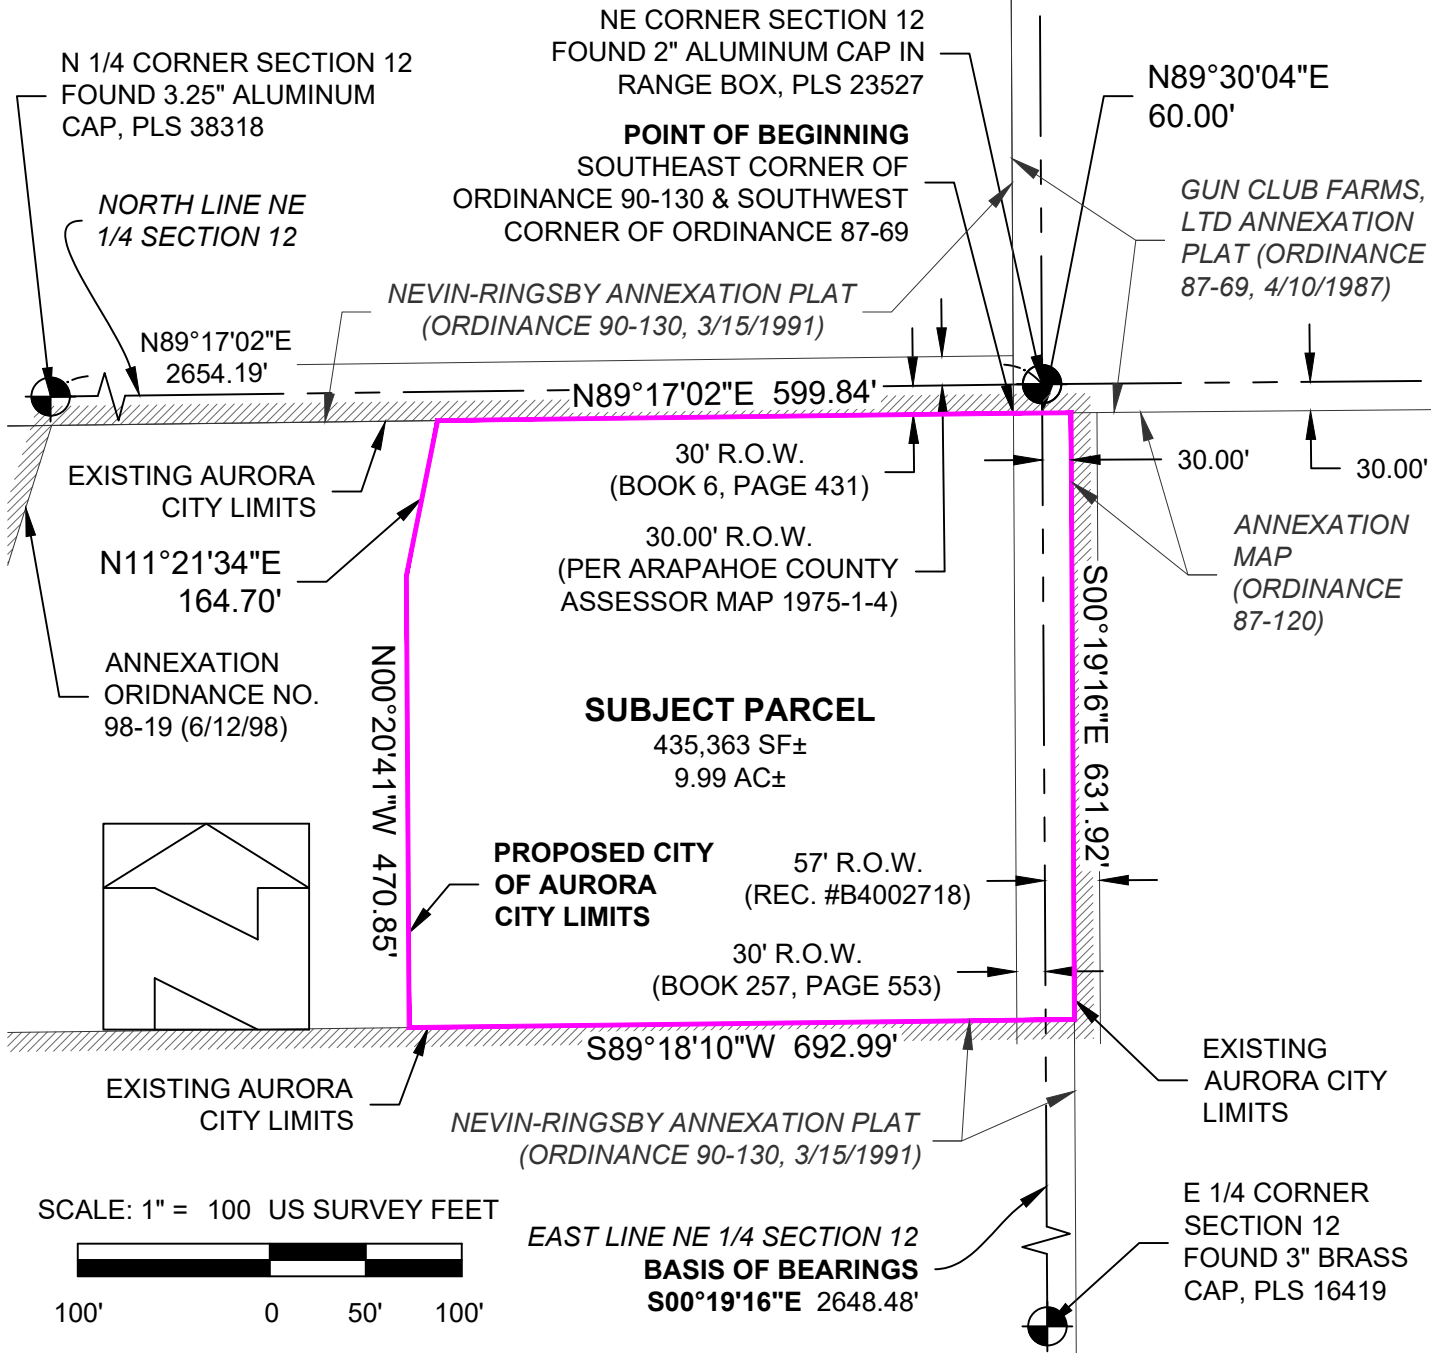 N 1/4 CORNER SECTION 12
FOUND 3.25" ALUMINUM
CAP, PLS 38318
NE CORNER SECTION 12
FOUND 2" ALUMINUM CAP IN
RANGE BOX, PLS 23527
N89°30'04"E
60.00'
POINT OF BEGINNING
SOUTHEAST CORNER OF
ORDINANCE 90-130 & SOUTHWEST
CORNER OF ORDINANCE 87-69
NORTH LINE NE
1/4 SECTION 12
GUN CLUB FARMS,
LTD ANNEXATION
PLAT (ORDINANCE
87-69, 4/10/1987)
NEVIN-RINGSBY ANNEXATION PLAT
(ORDINANCE 90-130, 3/15/1991)
N89°17'02"E
2654.19'
N89°17'02"E 599.84'
EXISTING AURORA
CITY LIMITS
30' R.O.W.
(BOOK 6, PAGE 431)
30.00'
30.00'
N11°21'34"E
164.70'
30.00' R.O.W.
(PER ARAPAHOE COUNTY
ASSESSOR MAP 1975-1-4)
ANNEXATION
MAP
(ORDINANCE
87-120)
ANNEXATION
ORIDNANCE NO.
98-19 (6/12/98)
N00°20'41"W 470.85'
SUBJECT PARCEL
435,363 SF±
9.99 AC±
S00°19'16"E 631.92'
PROPOSED CITY
OF AURORA
CITY LIMITS
57' R.O.W.
(REC. #B4002718)
30' R.O.W.
(BOOK 257, PAGE 553)
S89°18'10"W 692.99'
EXISTING AURORA
CITY LIMITS
EXISTING
AURORA CITY
LIMITS
NEVIN-RINGSBY ANNEXATION PLAT
(ORDINANCE 90-130, 3/15/1991)
SCALE: 1" = 100 US SURVEY FEET
100' 0 50' 100'
EAST LINE NE 1/4 SECTION 12
BASIS OF BEARINGS
S00°19'16"E 2648.48'
E 1/4 CORNER
SECTION 12
FOUND 3" BRASS
CAP, PLS 16419